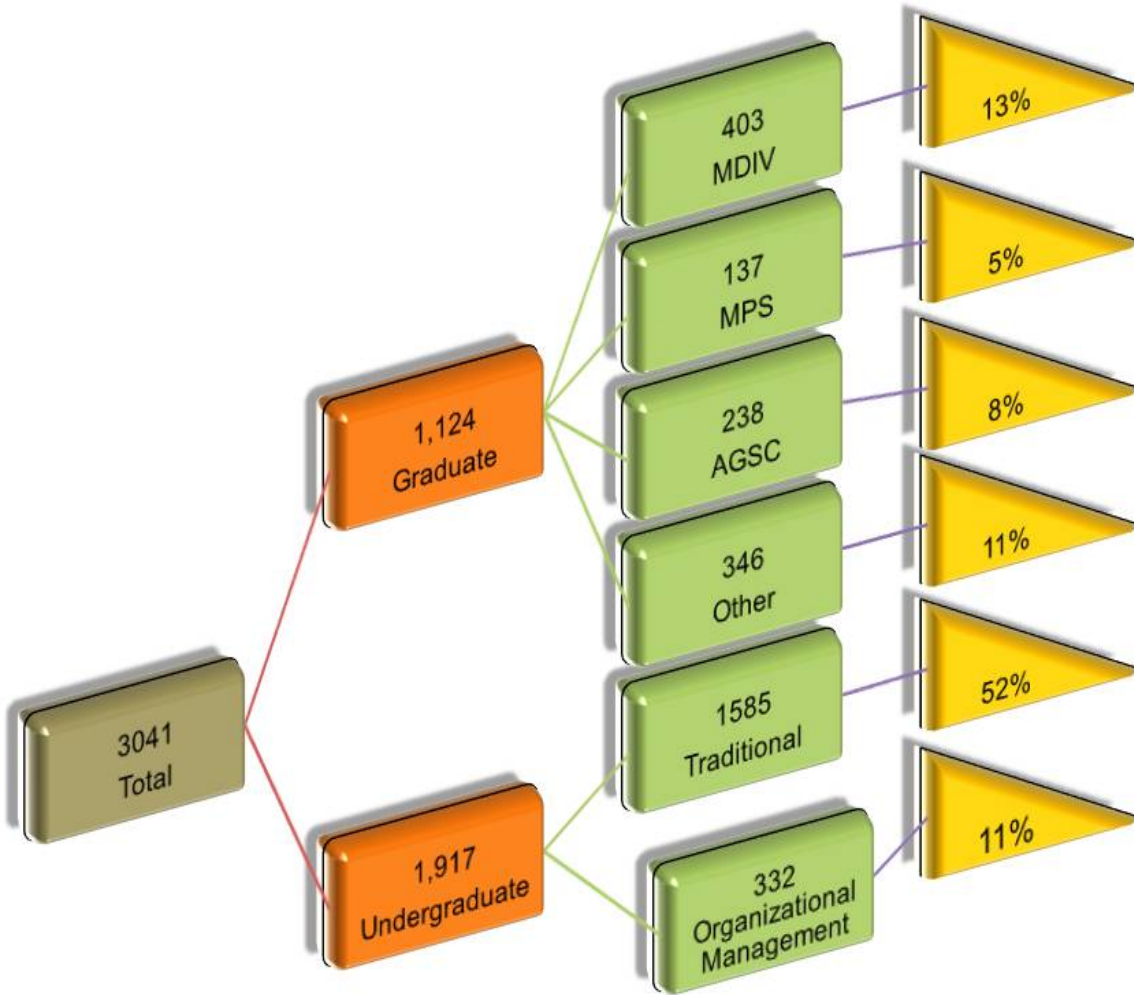 3041
Total
1,124
Graduate
1,917
Undergraduate
403
MDIV
13%
137
MPS
5%
238
AGSC
8%
346
Other
11%
1585
Traditional
52%
332
Organizational
Management
11%